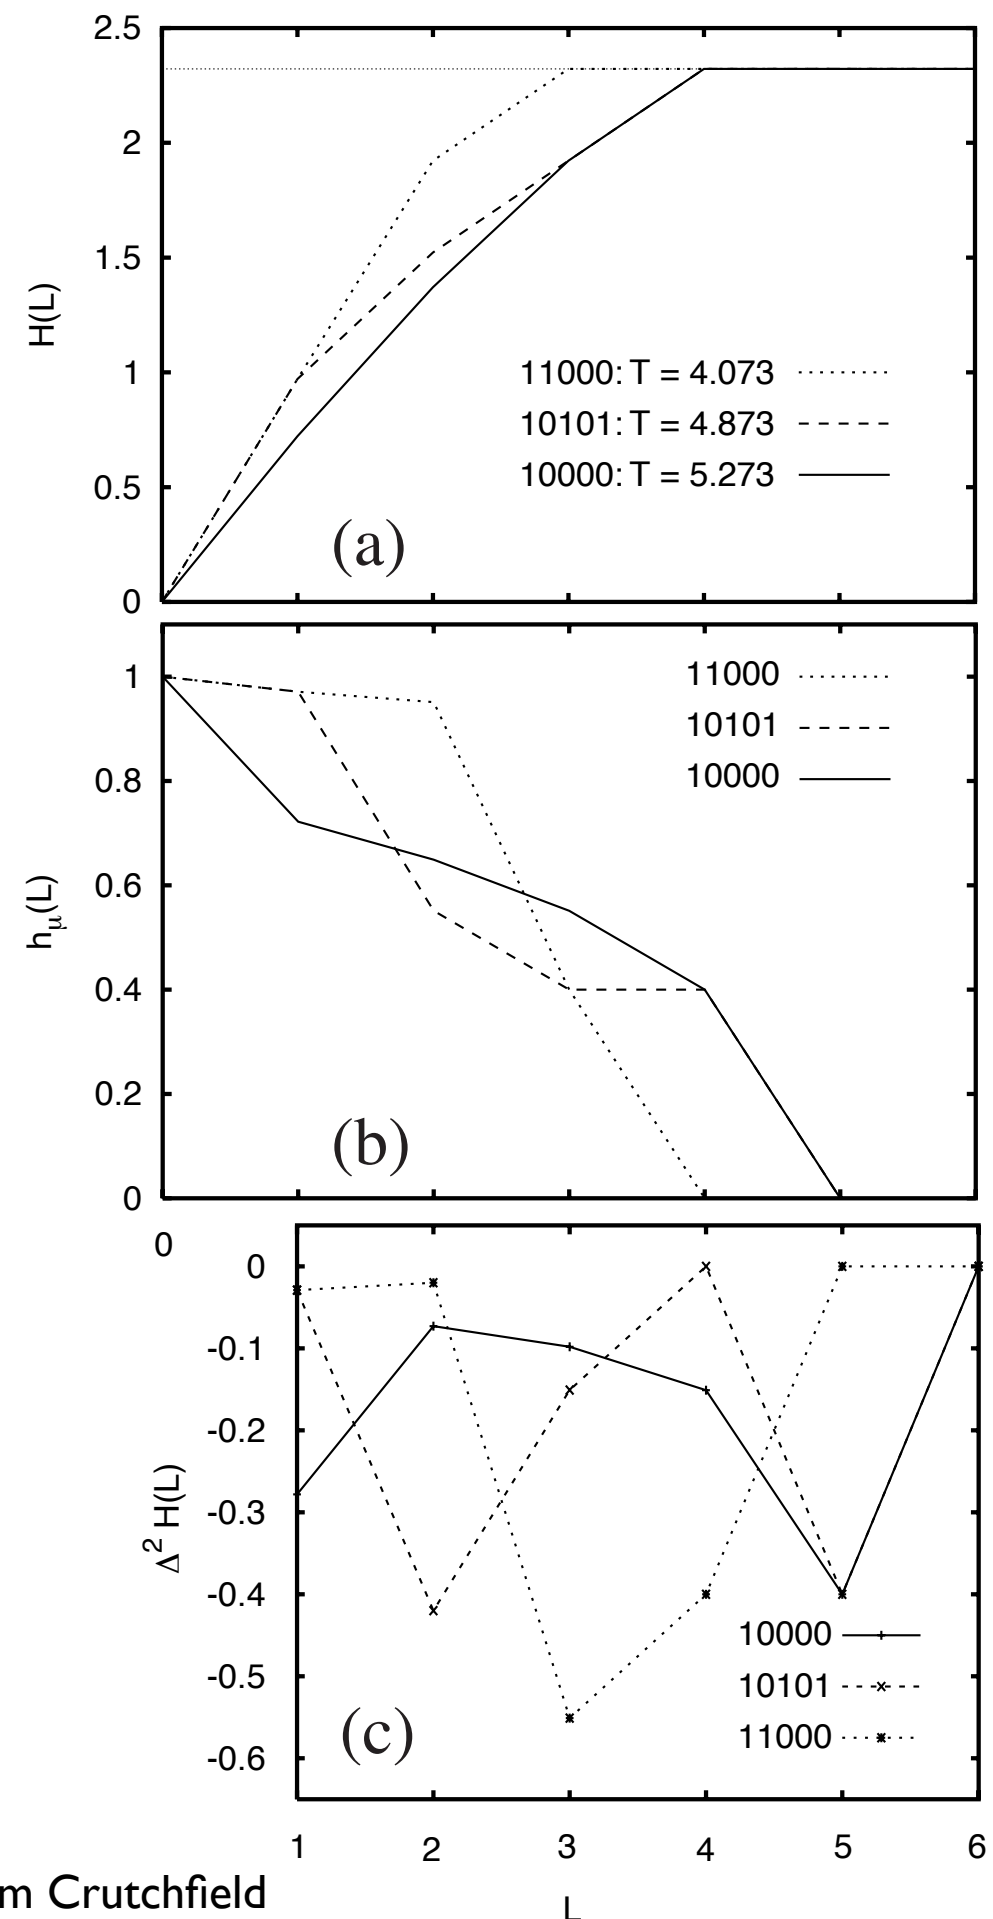 2.5
2
1.5
1
0.5
0
H(L)
11000: T = 4.073
10101: T = 4.873
10000: T = 5.273
(a)
1
0.8
0.6
0.4
0.2
0
hμ(L)
11000
10101
10000
(b)
0
0
-0.1
-0.2
-0.3
-0.4
-0.5
-0.6
Δ² H(L)
10000
10101
11000
(c)
1 2 3 4 5 6
L
m Crutchfield